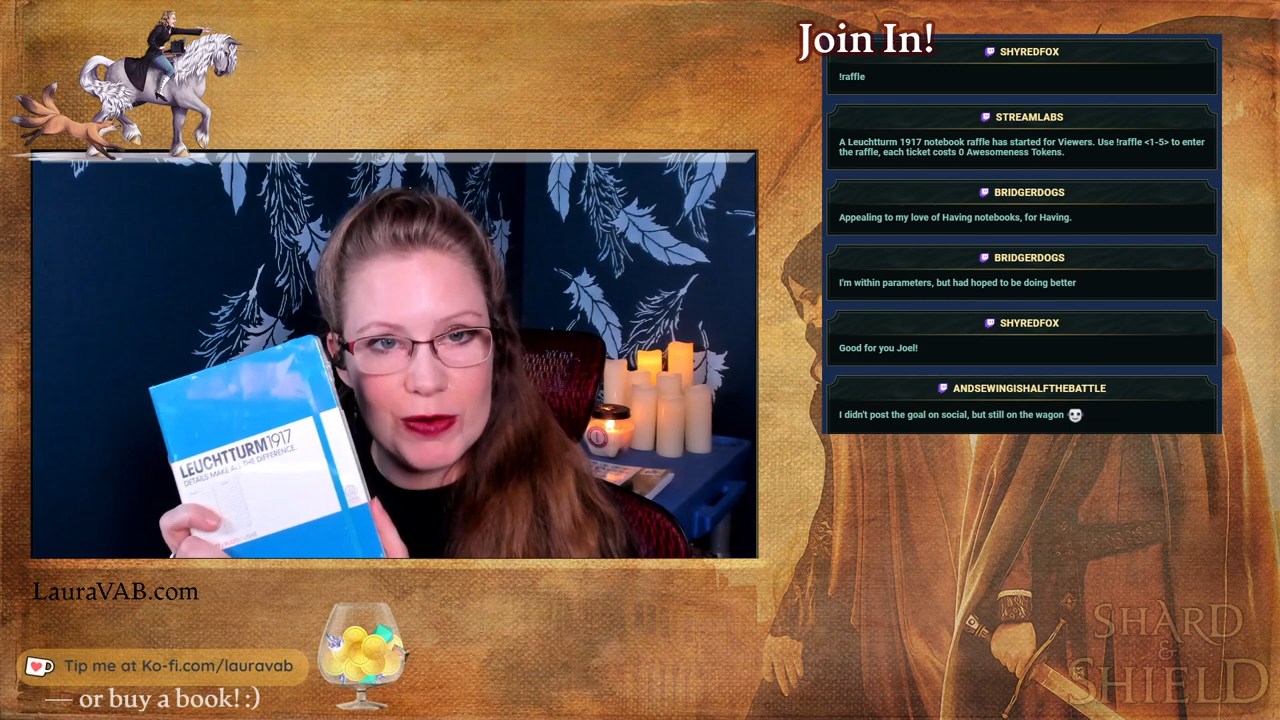 Join In!
SHYREDFOX
!raffle
STREAMLABS
A Leuchtturm 1917 notebook raffle has started for Viewers. Use !raffle <1-5> to enter
the raffle, each ticket costs 0 Awesomeness Tokens.
BRIDGERDOGS
Appealing to my love of Having notebooks, for Having.
BRIDGERDOGS
I'm within parameters, but had hoped to be doing better
SHYREDFOX
Good for you Joel!
ANDSEWINGISHALFTHEBATTLE
I didn't post the goal on social, but still on the wagon
LEUCHTTURM1917
DETAILS MAKE ALL THE DIFFERENCE.
LauraVAB.com
Tip me at Ko-fi.com/lauravab
— or buy a book! :)
SHARD
&
SHIELD